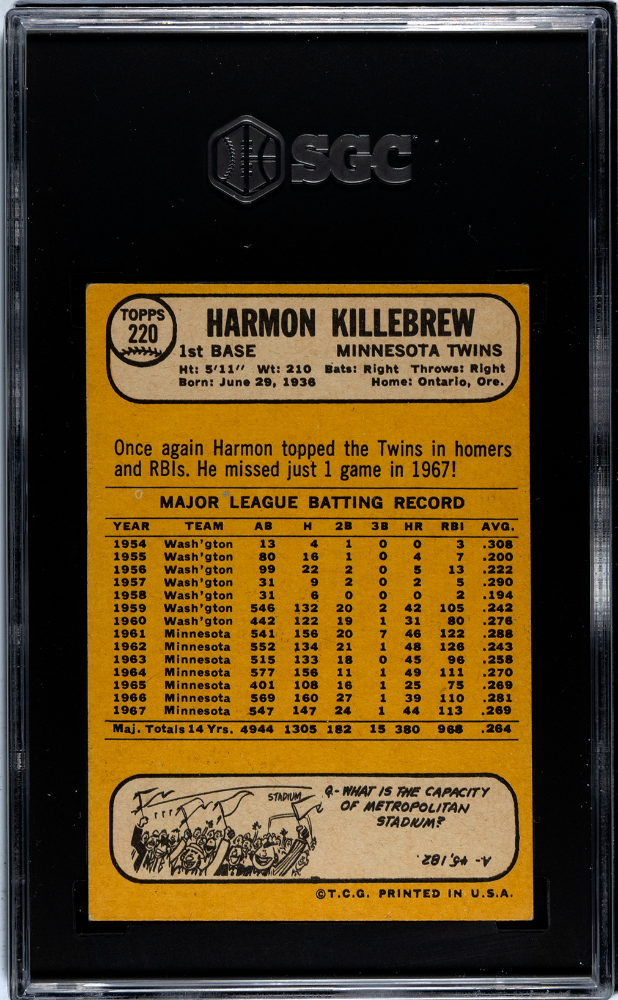 SGC
TOPPS
220
HARMON KILLEBREW
1st BASE MINNESOTA TWINS
Ht: 5'11" Wt: 210 Bats: Right Throws: Right
Born: June 29, 1936 Home: Ontario, Ore.
Once again Harmon topped the Twins in homers
and RBIs. He missed just 1 game in 1967!
MAJOR LEAGUE BATTING RECORD
YEAR TEAM AB H 2B 3B HR RBI AVG.
1954 Wash'gton 13 4 1 0 0 3 .308
1955 Wash'gton 80 16 1 0 4 7 .200
1956 Wash'gton 99 22 2 0 5 13 .222
1957 Wash'gton 31 9 2 0 2 5 .290
1958 Wash'gton 31 6 0 0 0 2 .194
1959 Wash'gton 546 132 20 2 42 105 .242
1960 Wash'gton 442 122 19 1 31 80 .276
1961 Minnesota 541 156 20 7 46 122 .288
1962 Minnesota 552 134 21 1 48 126 .243
1963 Minnesota 515 133 18 0 45 96 .258
1964 Minnesota 577 156 11 1 49 111 .270
1965 Minnesota 401 108 16 1 25 75 .269
1966 Minnesota 569 160 27 1 39 110 .281
1967 Minnesota 547 147 24 1 44 113 .269
Maj. Totals 14 Yrs. 4944 1305 182 15 380 968 .264
STADIUM
Q- WHAT IS THE CAPACITY
OF METROPOLITAN
STADIUM?
A- 45,182
©T.C.G. PRINTED IN U.S.A.